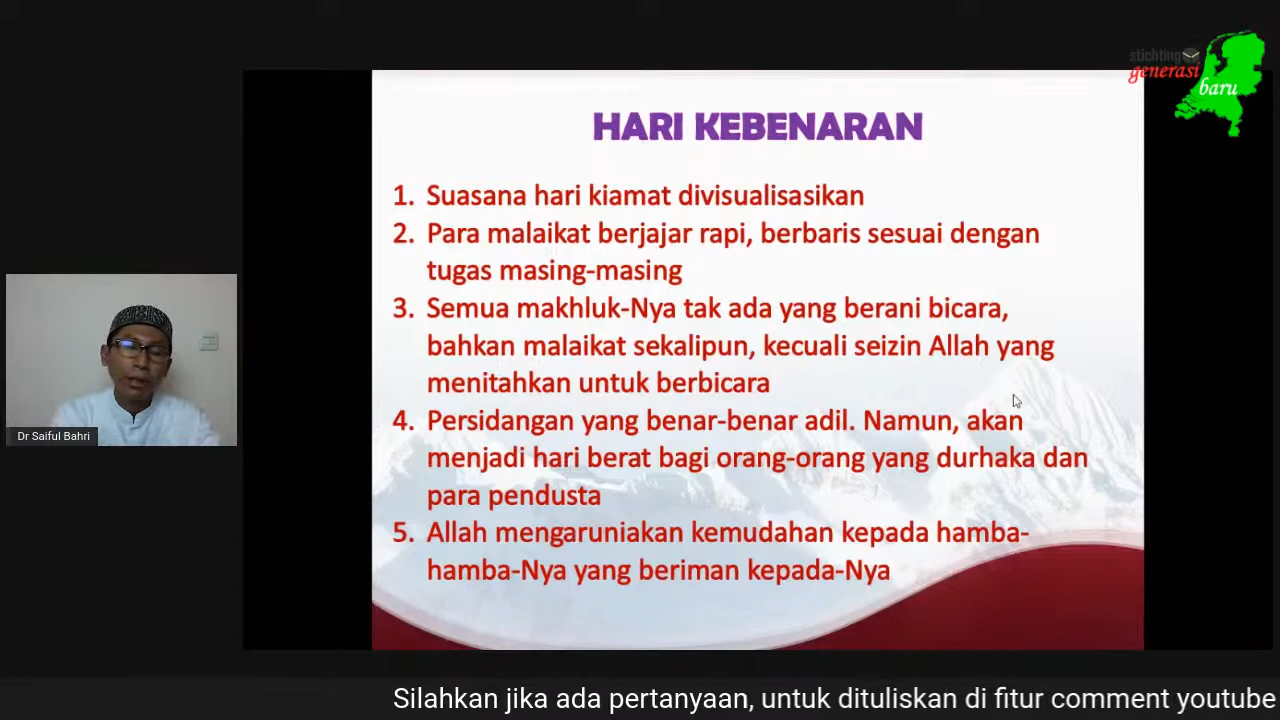 stichting
generasi
baru
HARI KEBENARAN
1. Suasana hari kiamat divisualisasikan
2. Para malaikat berjajar rapi, berbaris sesuai dengan
tugas masing-masing
3. Semua makhluk-Nya tak ada yang berani bicara,
bahkan malaikat sekalipun, kecuali seizin Allah yang
menitahkan untuk berbicara
4. Persidangan yang benar-benar adil. Namun, akan
menjadi hari berat bagi orang-orang yang durhaka dan
para pendusta
5. Allah mengaruniakan kemudahan kepada hamba-
hamba-Nya yang beriman kepada-Nya
Dr Saiful Bahri
Silahkan jika ada pertanyaan, untuk dituliskan di fitur comment youtube